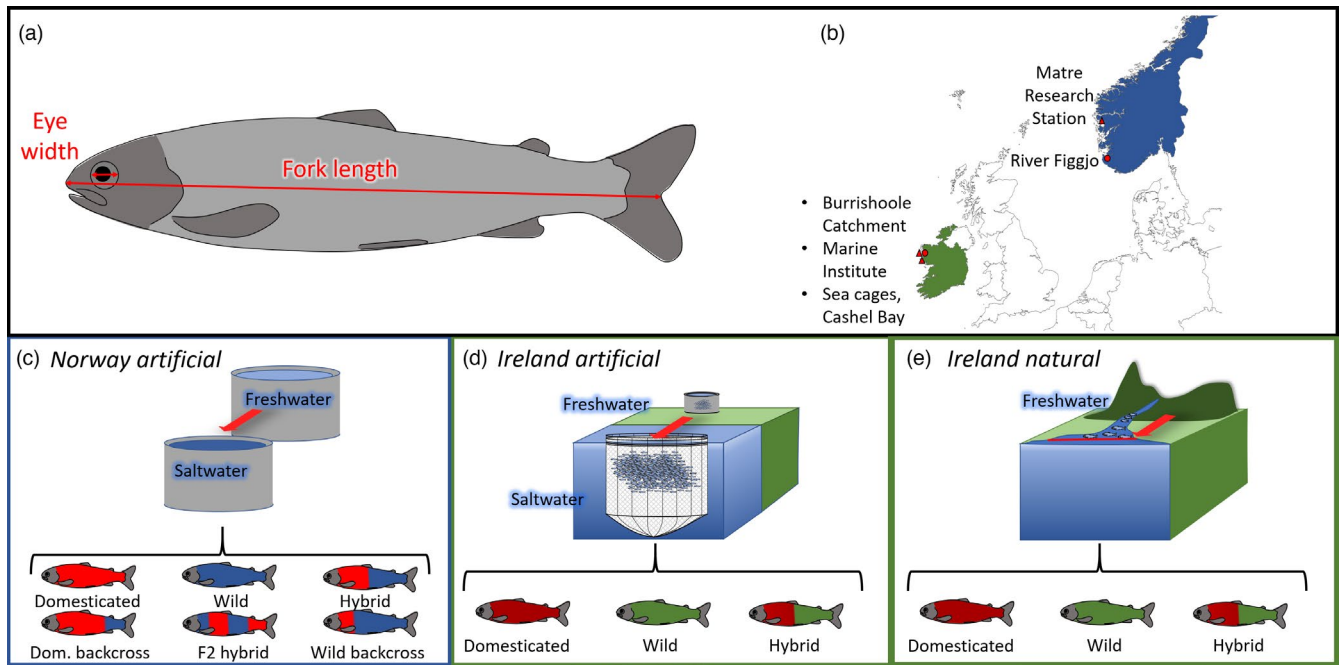 (a)
Eye
width
Fork length
(b)
Matre
Research
Station
River Figgjo
• Burrishoole
Catchment
• Marine
Institute
• Sea cages,
Cashel Bay
(c) Norway artificial
Freshwater
Saltwater
Domesticated Wild Hybrid
Dom. backcross F2 hybrid Wild backcross
(d) Ireland artificial
Freshwater
Saltwater
Domesticated Wild Hybrid
(e) Ireland natural
Freshwater
Domesticated Wild Hybrid